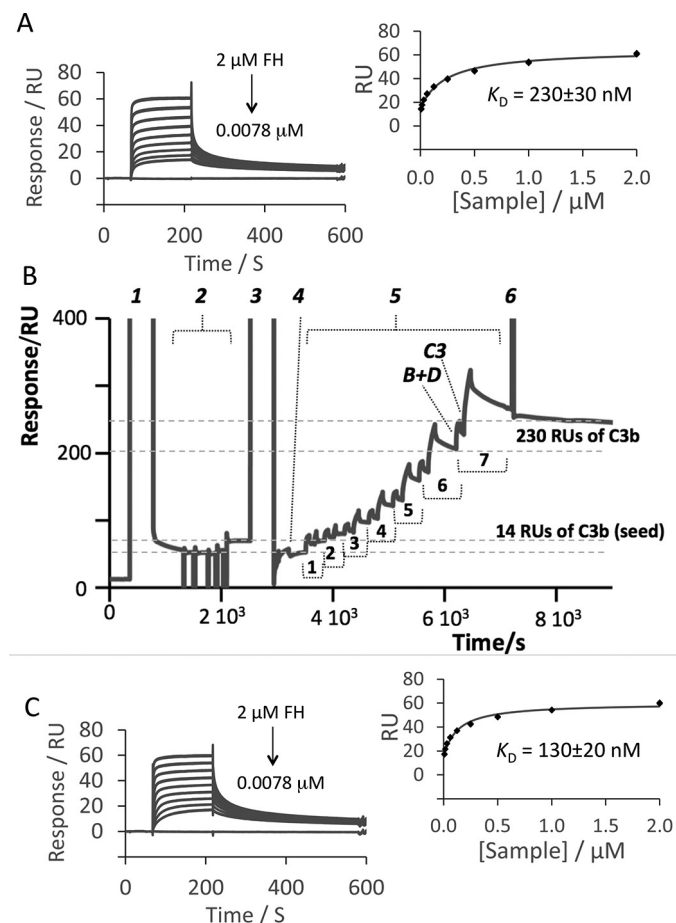 A
Response / RU
80
60
40
20
0
2 µM FH
0.0078 µM
0 200 400 600
Time / S
RU
80
60
40
20
0
K_D = 230±30 nM
0.0 0.5 1.0 1.5 2.0
[Sample] / µM
B
1 2 3 4 5 6
Response/RU
400
200
0
C3
B+D
230 RUs of C3b
14 RUs of C3b (seed)
1 2 3 4 5 6 7
0 2 10³ 4 10³ 6 10³ 8 10³
Time/s
C
Response / RU
80
60
40
20
0
2 µM FH
0.0078 µM
0 200 400 600
Time / S
RU
80
60
40
20
0
K_D = 130±20 nM
0.0 0.5 1.0 1.5 2.0
[Sample] / µM